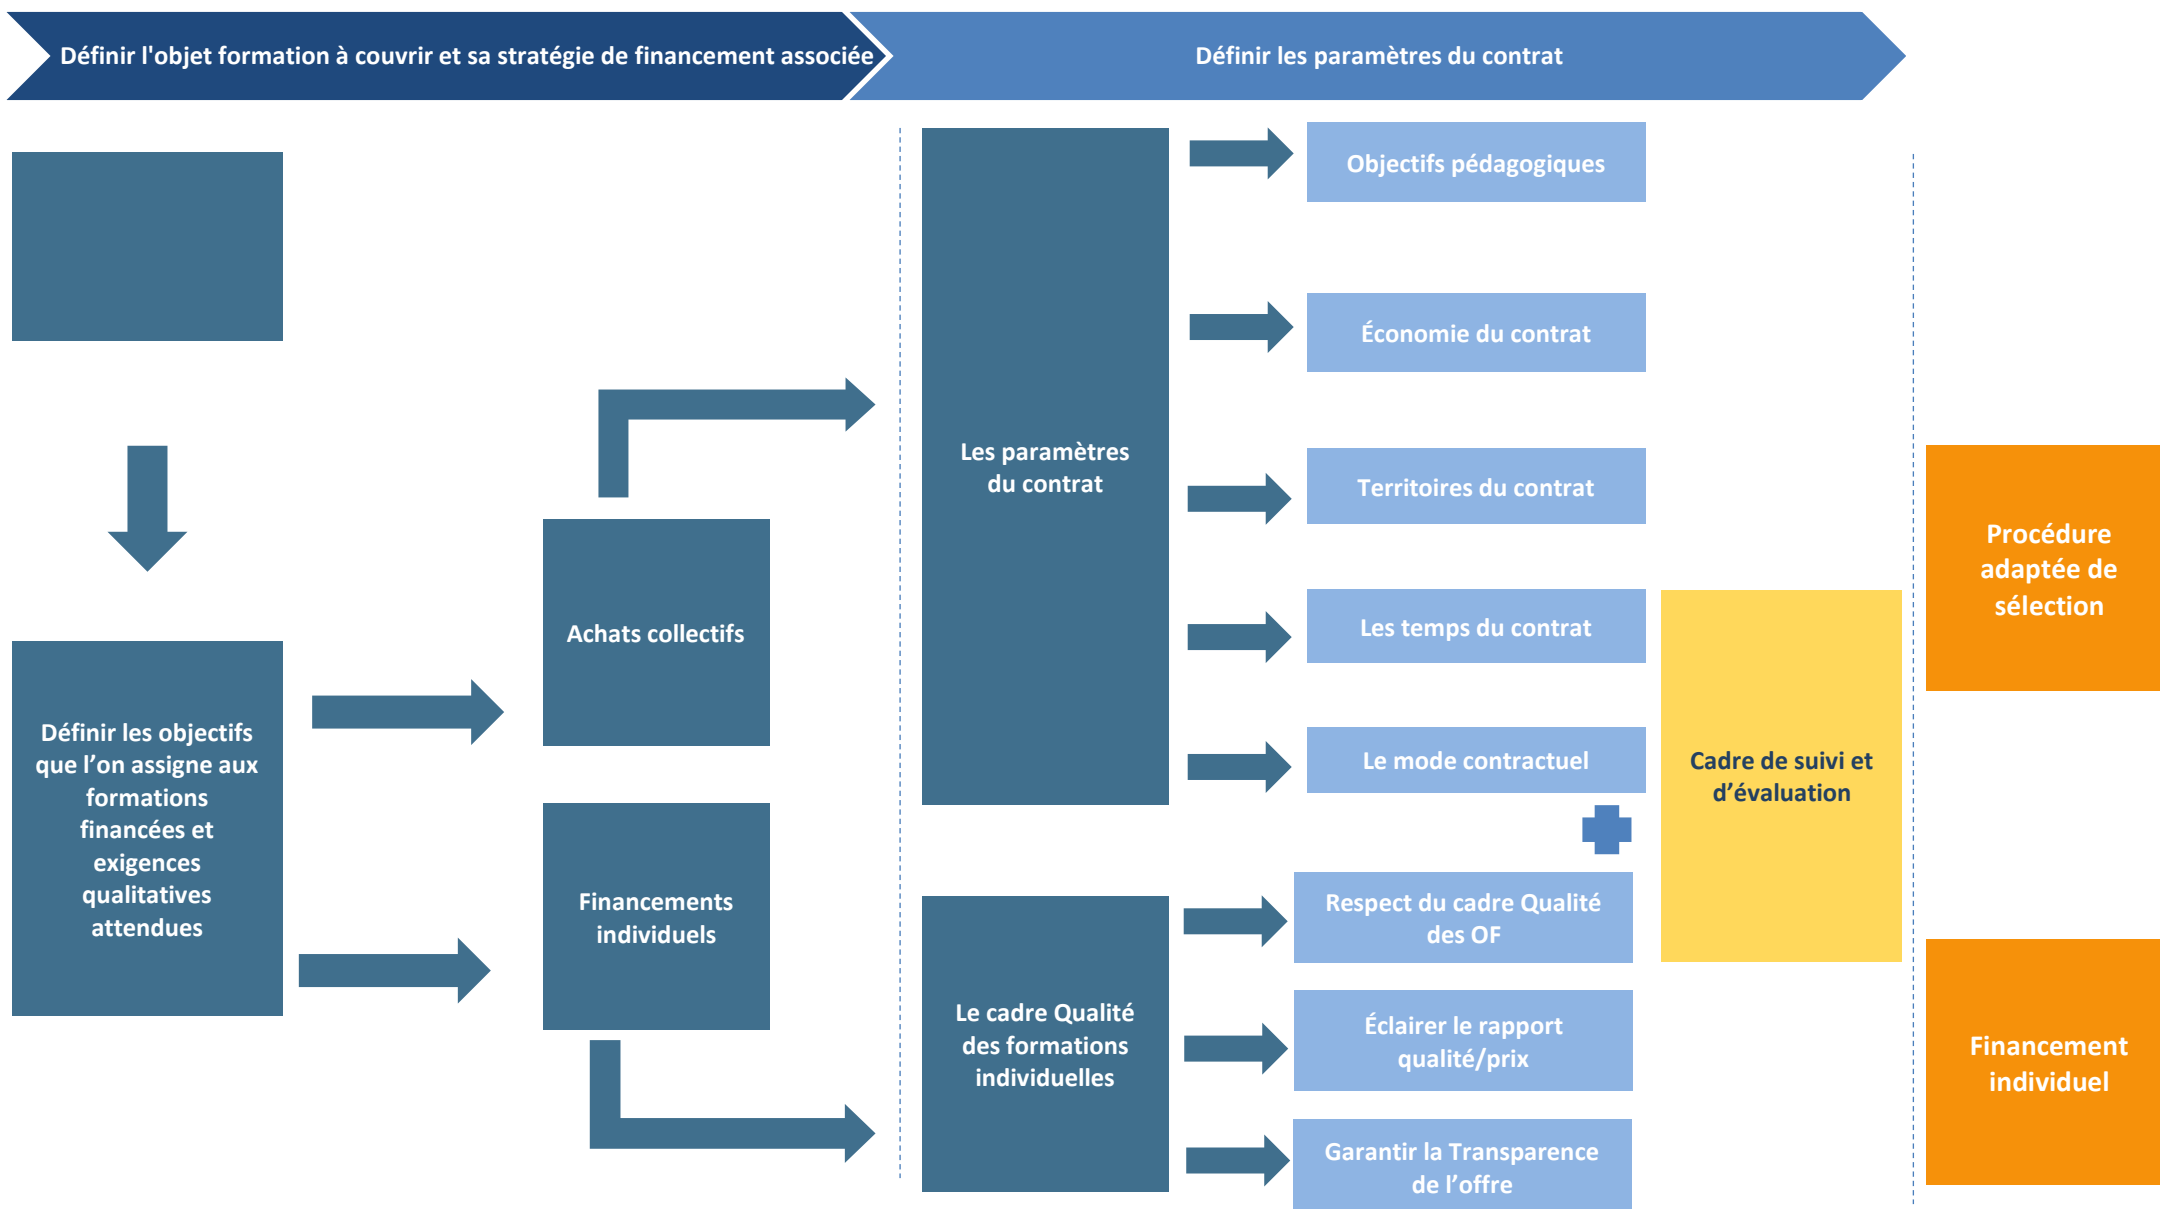 Définir l'objet formation à couvrir et sa stratégie de financement associée
Définir les paramètres du contrat
Définir les objectifs
que l’on assigne aux
formations
financées et
exigences
qualitatives
attendues
Achats collectifs
Financements
individuels
Les paramètres
du contrat
Objectifs pédagogiques
Économie du contrat
Territoires du contrat
Les temps du contrat
Le mode contractuel
Le cadre Qualité
des formations
individuelles
Respect du cadre Qualité
des OF
Éclairer le rapport
qualité/prix
Garantir la Transparence
de l’offre
Cadre de suivi et
d’évaluation
Procédure
adaptée de
sélection
Financement
individuel